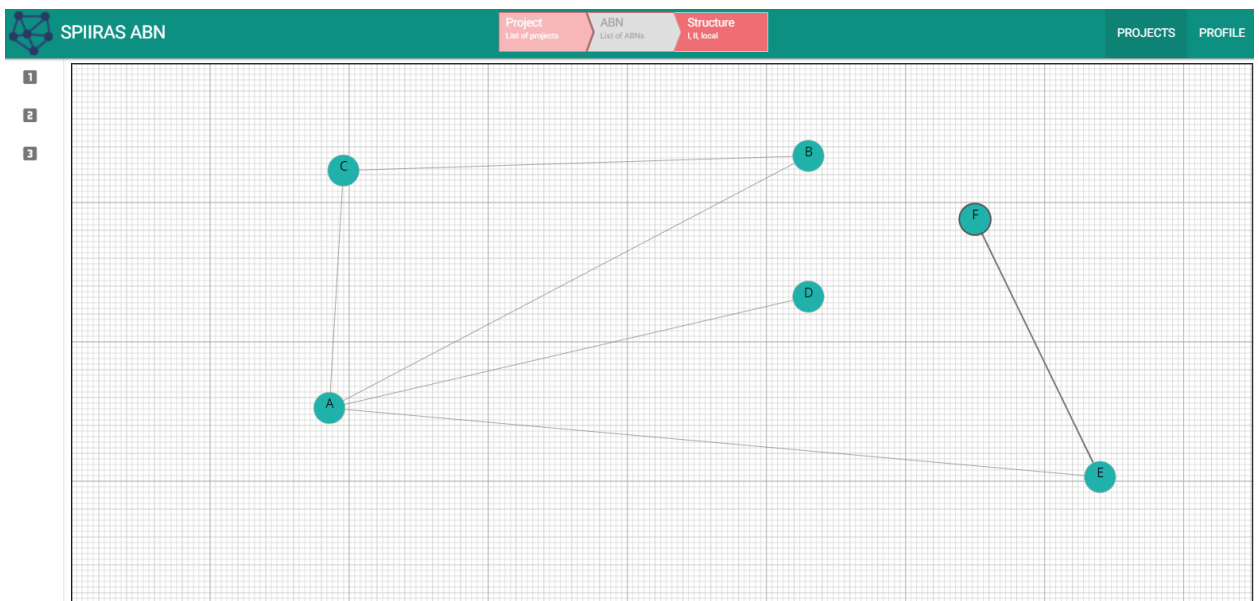 SPIIRAS ABN
Project
List of projects
ABN
List of ABNs
Structure
I, II, local
PROJECTS
PROFILE
1
2
3
C
B
F
D
A
E